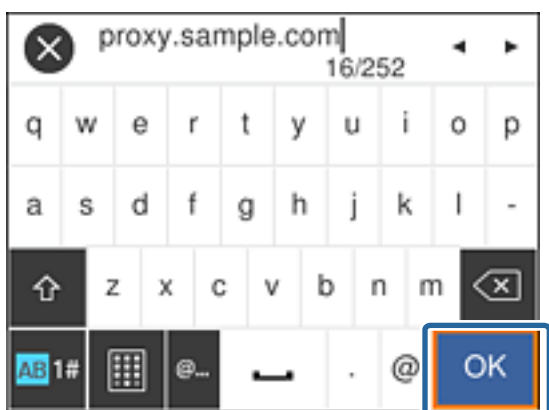 proxy.sample.com
16/252
q w e r t y u i o p
a s d f g h j k l -
z x c v b n m
AB 1# @... . @ OK